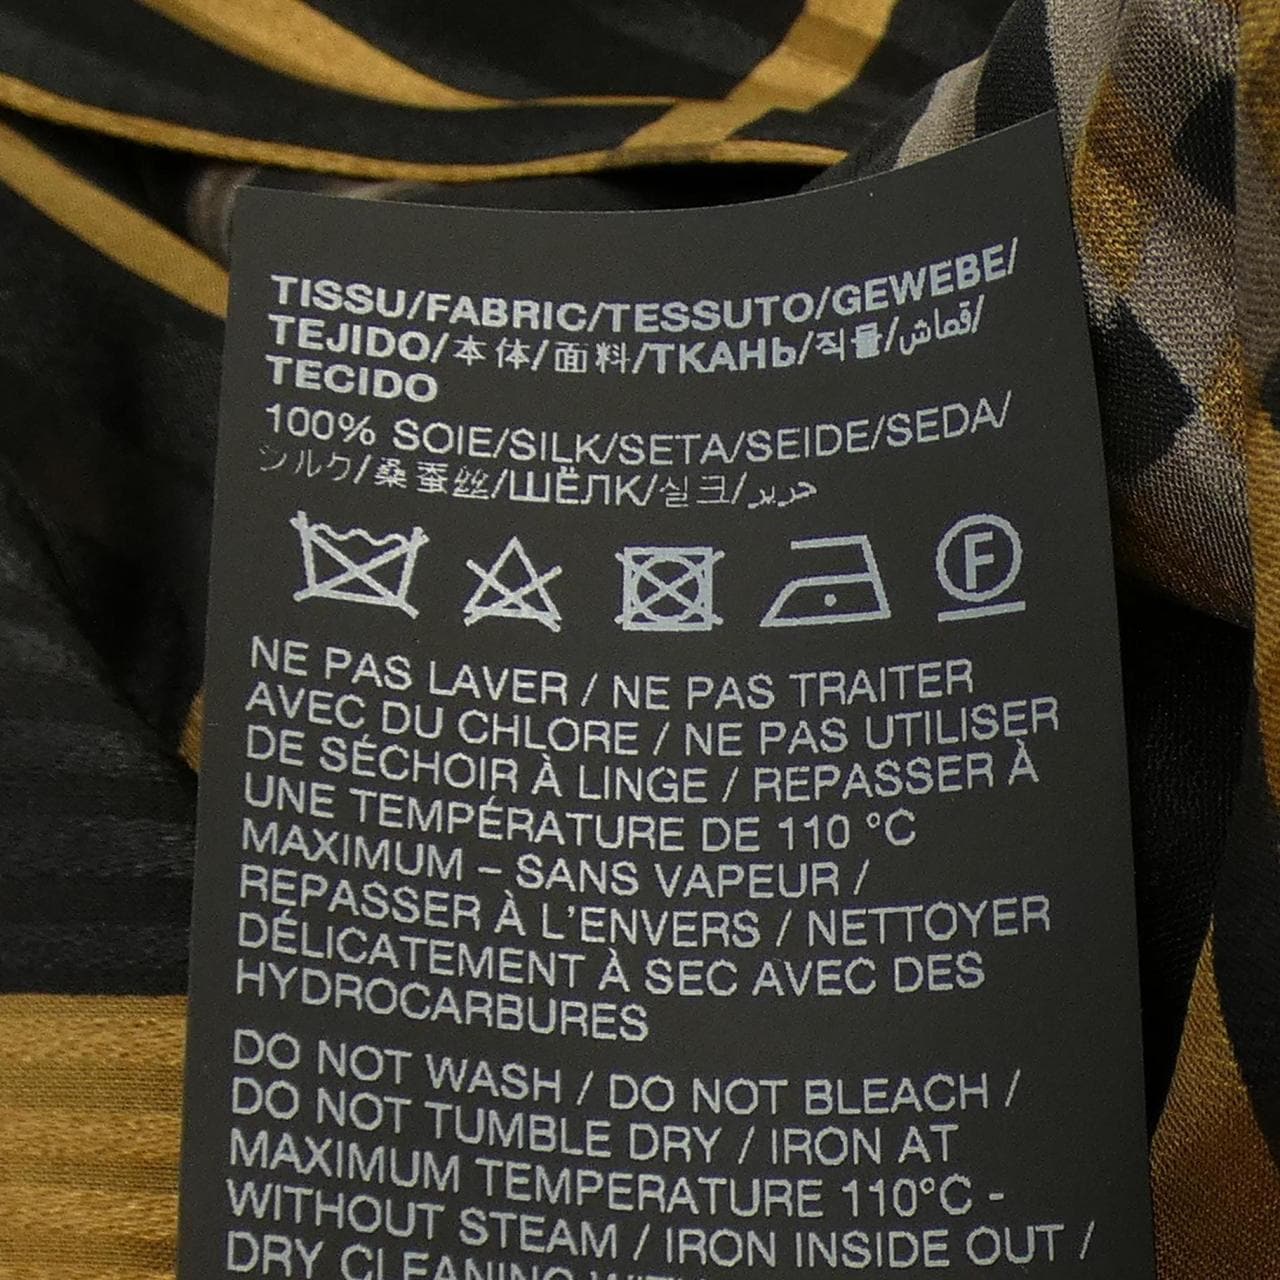 TISSU/FABRIC/TESSUTO/GEWEBE/
TEJIDO/本体/面料/ТКАНЬ/직물/قماش/
TECIDO
100% SOIE/SILK/SETA/SEIDE/SEDA/
シルク/桑蚕丝/ШЁЛК/실크/حرير
F
NE PAS LAVER / NE PAS TRAITER
AVEC DU CHLORE / NE PAS UTILISER
DE SÉCHOIR À LINGE / REPASSER À
UNE TEMPÉRATURE DE 110 °C
MAXIMUM – SANS VAPEUR /
REPASSER À L'ENVERS / NETTOYER
DÉLICATEMENT À SEC AVEC DES
HYDROCARBURES
DO NOT WASH / DO NOT BLEACH /
DO NOT TUMBLE DRY / IRON AT
MAXIMUM TEMPERATURE 110°C -
WITHOUT STEAM / IRON INSIDE OUT /
DRY CLEANING